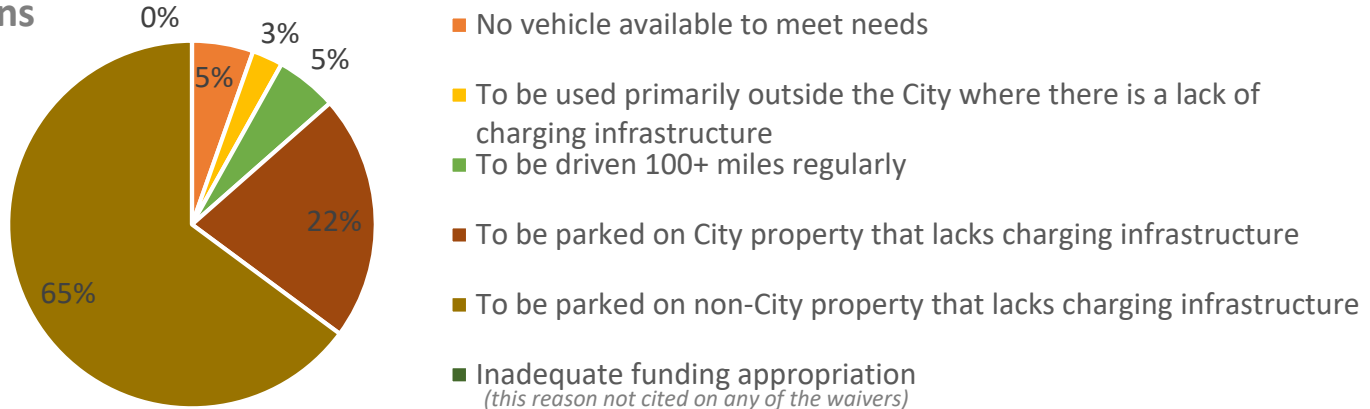 ns
0%
3%
5%
5%
22%
65%
No vehicle available to meet needs
To be used primarily outside the City where there is a lack of
charging infrastructure
To be driven 100+ miles regularly
To be parked on City property that lacks charging infrastructure
To be parked on non-City property that lacks charging infrastructure
Inadequate funding appropriation
(this reason not cited on any of the waivers)